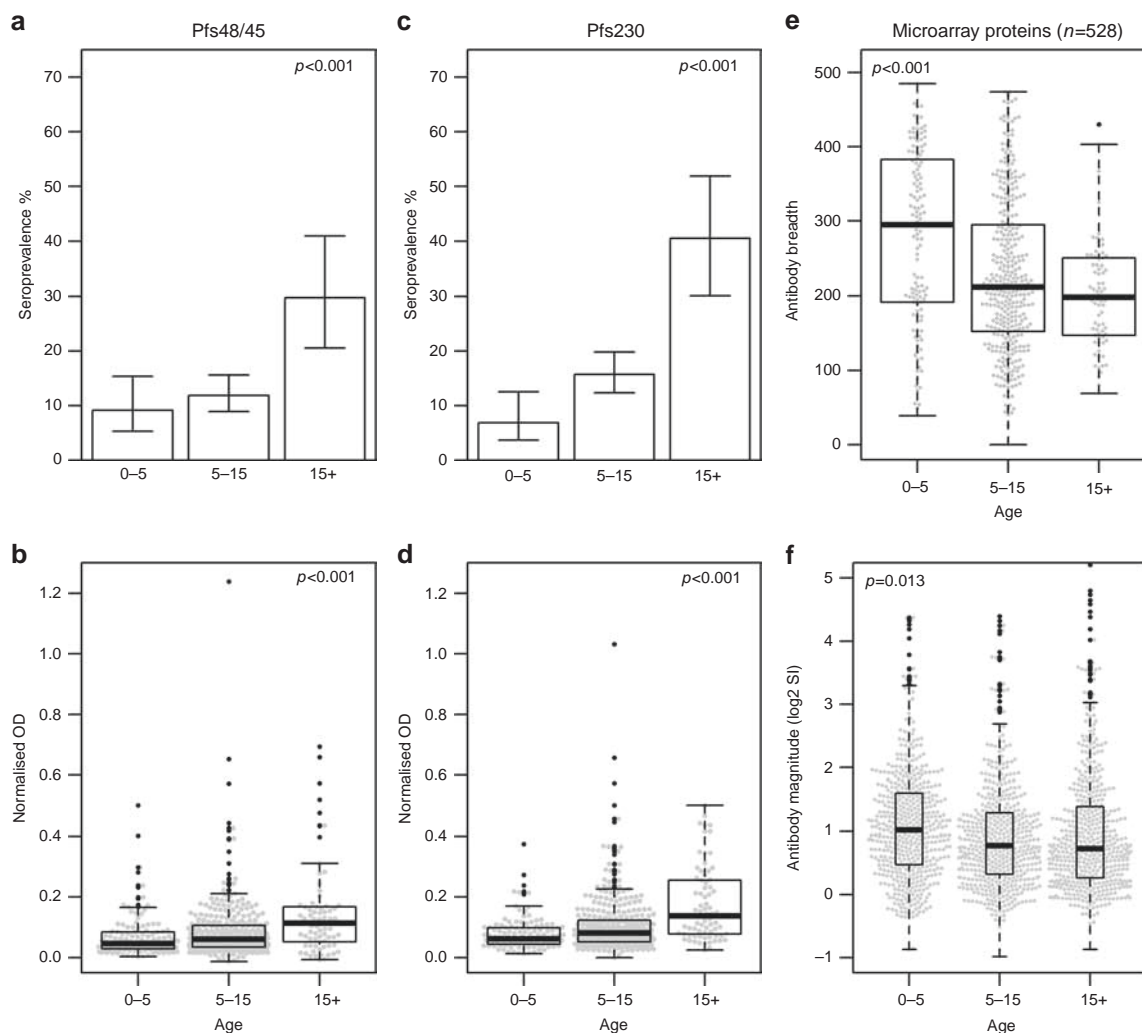 a
Pfs48/45
p<0.001
Seroprevalence %
70
60
50
40
30
20
10
0
0–5
5–15
15+
c
Pfs230
p<0.001
Seroprevalence %
70
60
50
40
30
20
10
0
0–5
5–15
15+
e
Microarray proteins (n=528)
p<0.001
Antibody breadth
500
400
300
200
100
0
0–5
5–15
15+
Age
b
p<0.001
Normalised OD
1.2
1.0
0.8
0.6
0.4
0.2
0.0
0–5
5–15
15+
Age
d
p<0.001
Normalised OD
1.2
1.0
0.8
0.6
0.4
0.2
0.0
0–5
5–15
15+
Age
f
p=0.013
Antibody magnitude (log2 SI)
5
4
3
2
1
0
–1
0–5
5–15
15+
Age